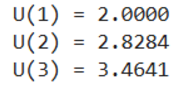 U(1) = 2.0000
U(2) = 2.8284
U(3) = 3.4641